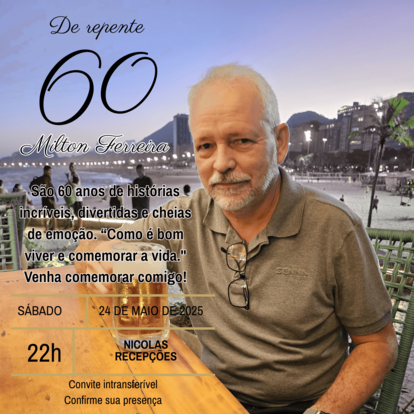 De repente
60
Milton Ferreira
São 60 anos de histórias
incríveis, divertidas e cheias
de emoção. “Como é bom
viver e comemorar a vida."
Venha comemorar comigo!
SÁBADO
24 DE MAIO DE 2025
22h
NICOLAS
RECEPÇÕES
Convite intransferível
Confirme sua presença